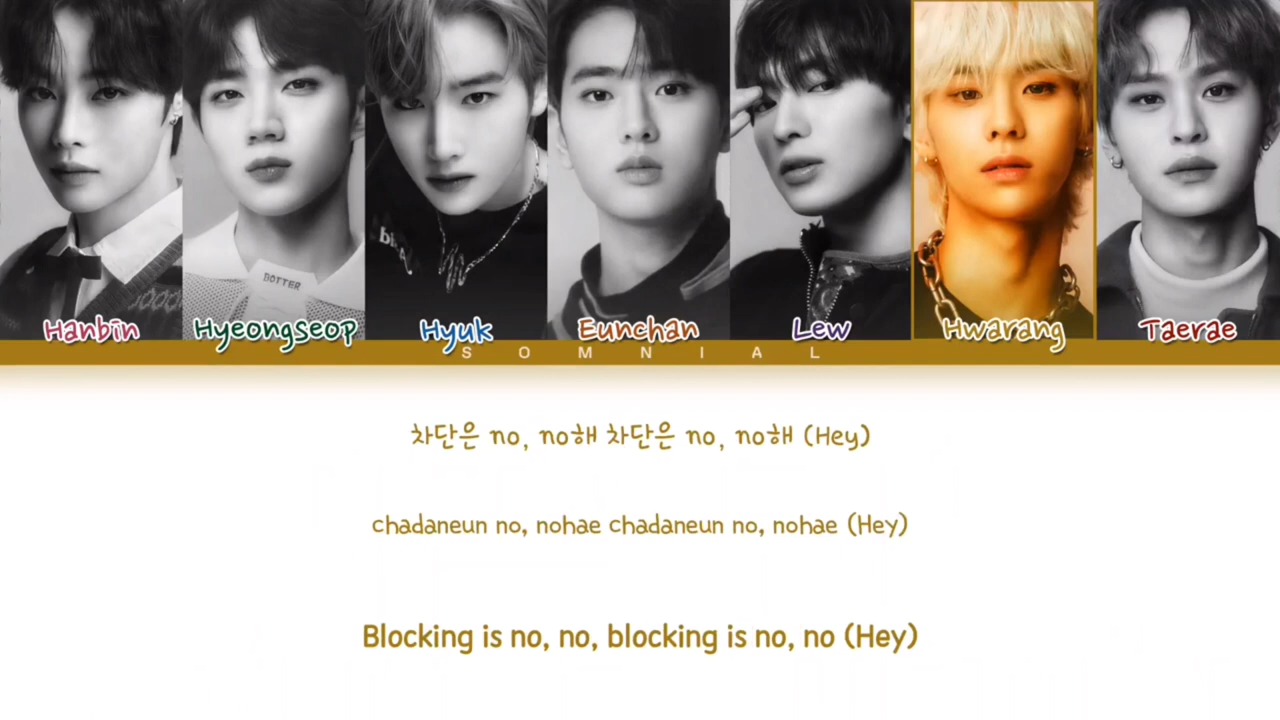 BOTTER
Hanbin Hyeongseop Hyuk Eunchan Lew Hwarang Taerae
SOMNIAL
차단은 no, no해 차단은 no, no해 (Hey)
chadaneun no, nohae chadaneun no, nohae (Hey)
Blocking is no, no, blocking is no, no (Hey)